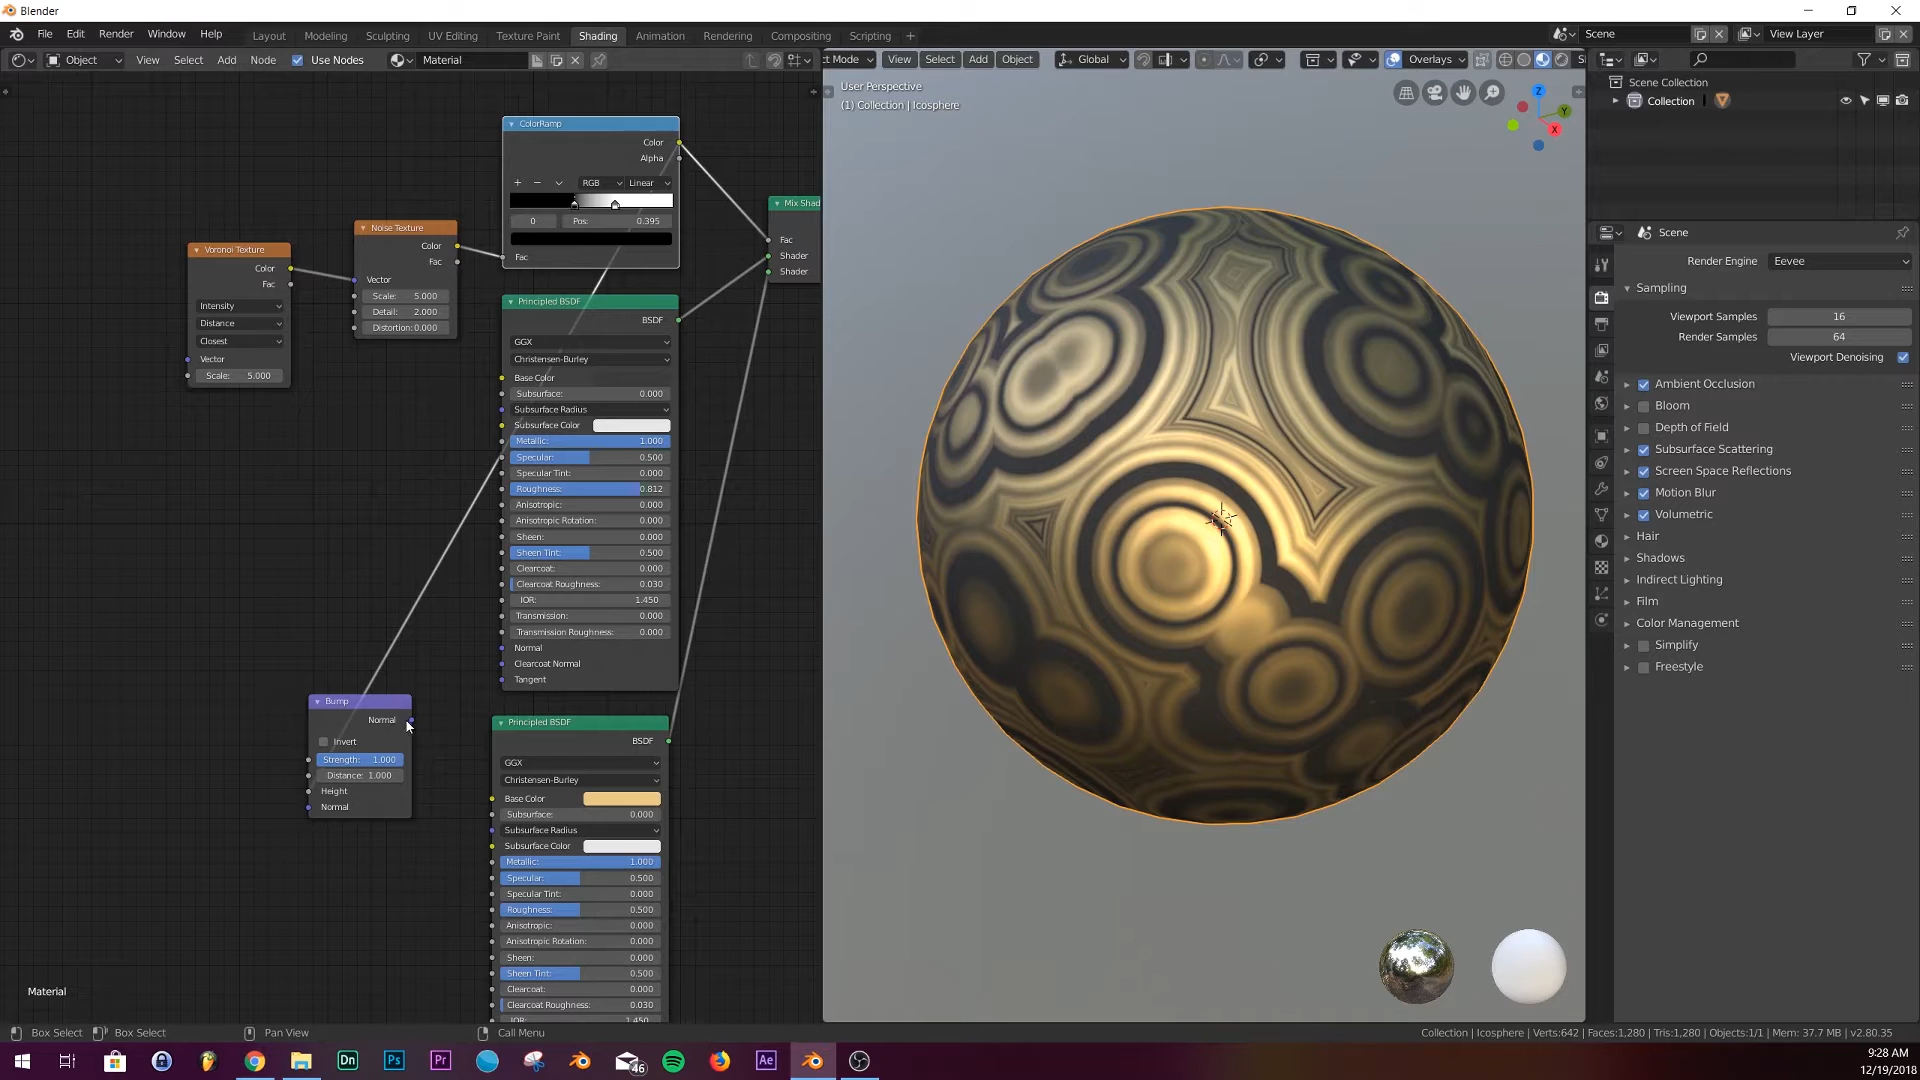 Blender
File Edit Render Window Help Layout Modeling Sculpting UV Editing Texture Paint Shading Animation Rendering Compositing Scripting + Scene View Layer
Object View Select Add Node Use Nodes Material
ct Mode View Select Add Object Global Overlays
User Perspective
(1) Collection | Icosphere
Z
Y
X
Scene Collection
Collection
Scene
Render Engine Eevee
Sampling
Viewport Samples 16
Render Samples 64
Viewport Denoising
Ambient Occlusion
Bloom
Depth of Field
Subsurface Scattering
Screen Space Reflections
Motion Blur
Volumetric
Hair
Shadows
Indirect Lighting
Film
Color Management
Simplify
Freestyle
ColorRamp
Color
Alpha
+ − RGB Linear
0 Pos: 0.395
Fac
Mix Shad
Fac
Shader
Shader
Noise Texture
Color
Fac
Vector
Scale: 5.000
Detail: 2.000
Distortion: 0.000
Voronoi Texture
Color
Fac
Intensity
Distance
Closest
Vector
Scale: 5.000
Principled BSDF
BSDF
GGX
Christensen-Burley
Base Color
Subsurface: 0.000
Subsurface Radius
Subsurface Color
Metallic: 1.000
Specular: 0.500
Specular Tint: 0.000
Roughness: 0.812
Anisotropic: 0.000
Anisotropic Rotation: 0.000
Sheen: 0.000
Sheen Tint: 0.500
Clearcoat: 0.000
Clearcoat Roughness: 0.030
IOR: 1.450
Transmission: 0.000
Transmission Roughness: 0.000
Normal
Clearcoat Normal
Tangent
Bump
Normal
Invert
Strength: 1.000
Distance: 1.000
Height
Normal
Principled BSDF
BSDF
GGX
Christensen-Burley
Base Color
Subsurface: 0.000
Subsurface Radius
Subsurface Color
Metallic: 1.000
Specular: 0.500
Specular Tint: 0.000
Roughness: 0.500
Anisotropic: 0.000
Anisotropic Rotation: 0.000
Sheen: 0.000
Sheen Tint: 0.500
Clearcoat: 0.000
Clearcoat Roughness: 0.030
IOR: 1.450
Material
Box Select Box Select Pan View Call Menu Collection | Icosphere | Verts:642 | Faces:1,280 | Tris:1,280 | Objects:1/1 | Mem: 37.7 MB | v2.80.35
Dn Ps Pr 46 Ae
9:28 AM
12/19/2018